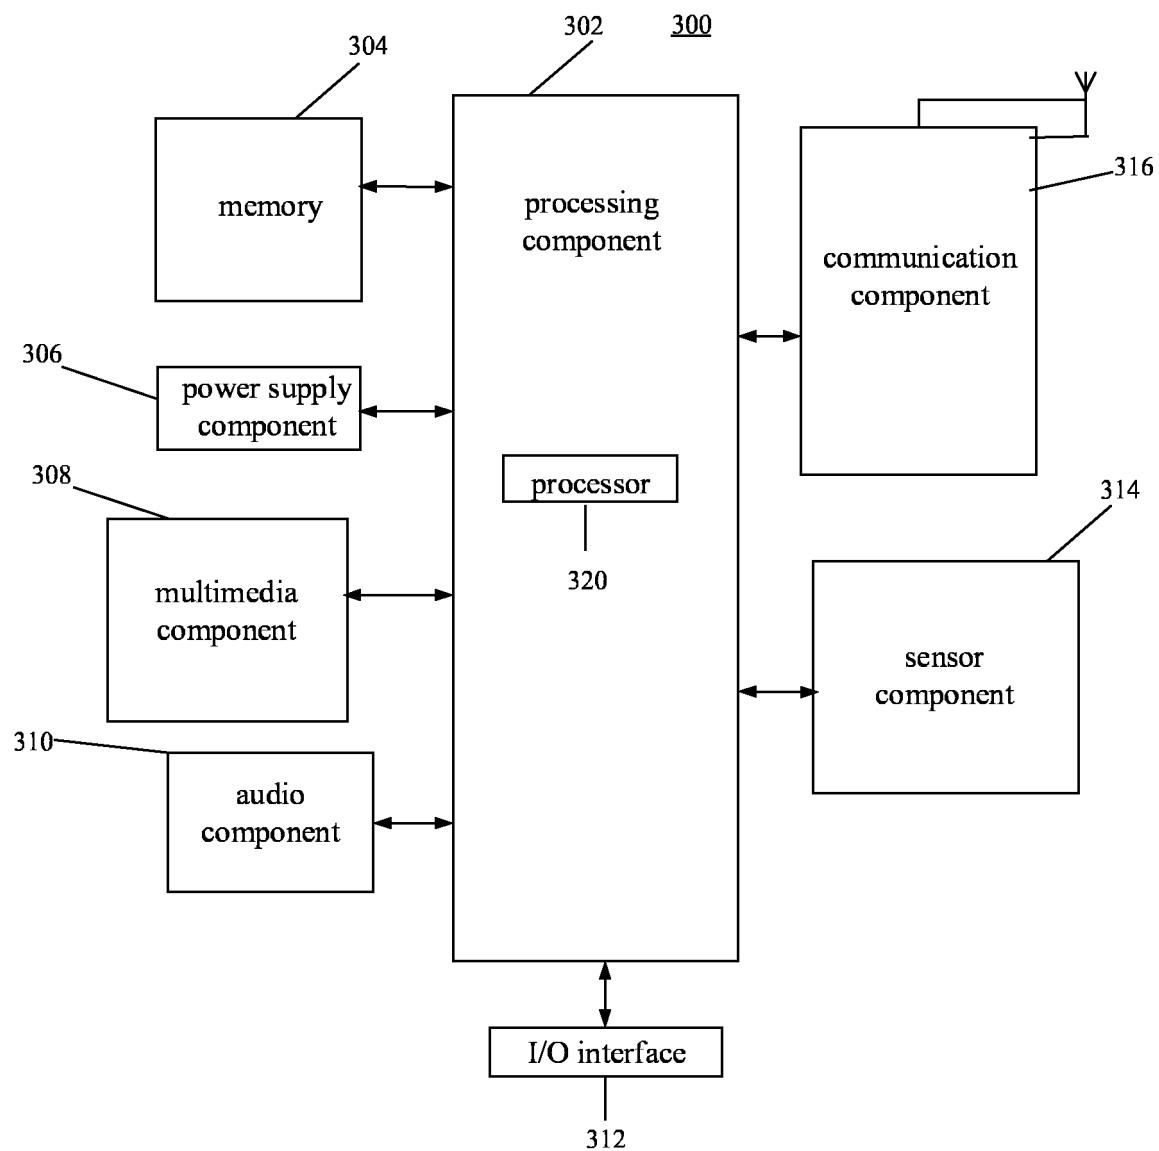 302
300
304
memory
processing
component
316
communication
component
306
power supply
component
308
processor
314
320
multimedia
component
sensor
component
310
audio
component
I/O interface
312